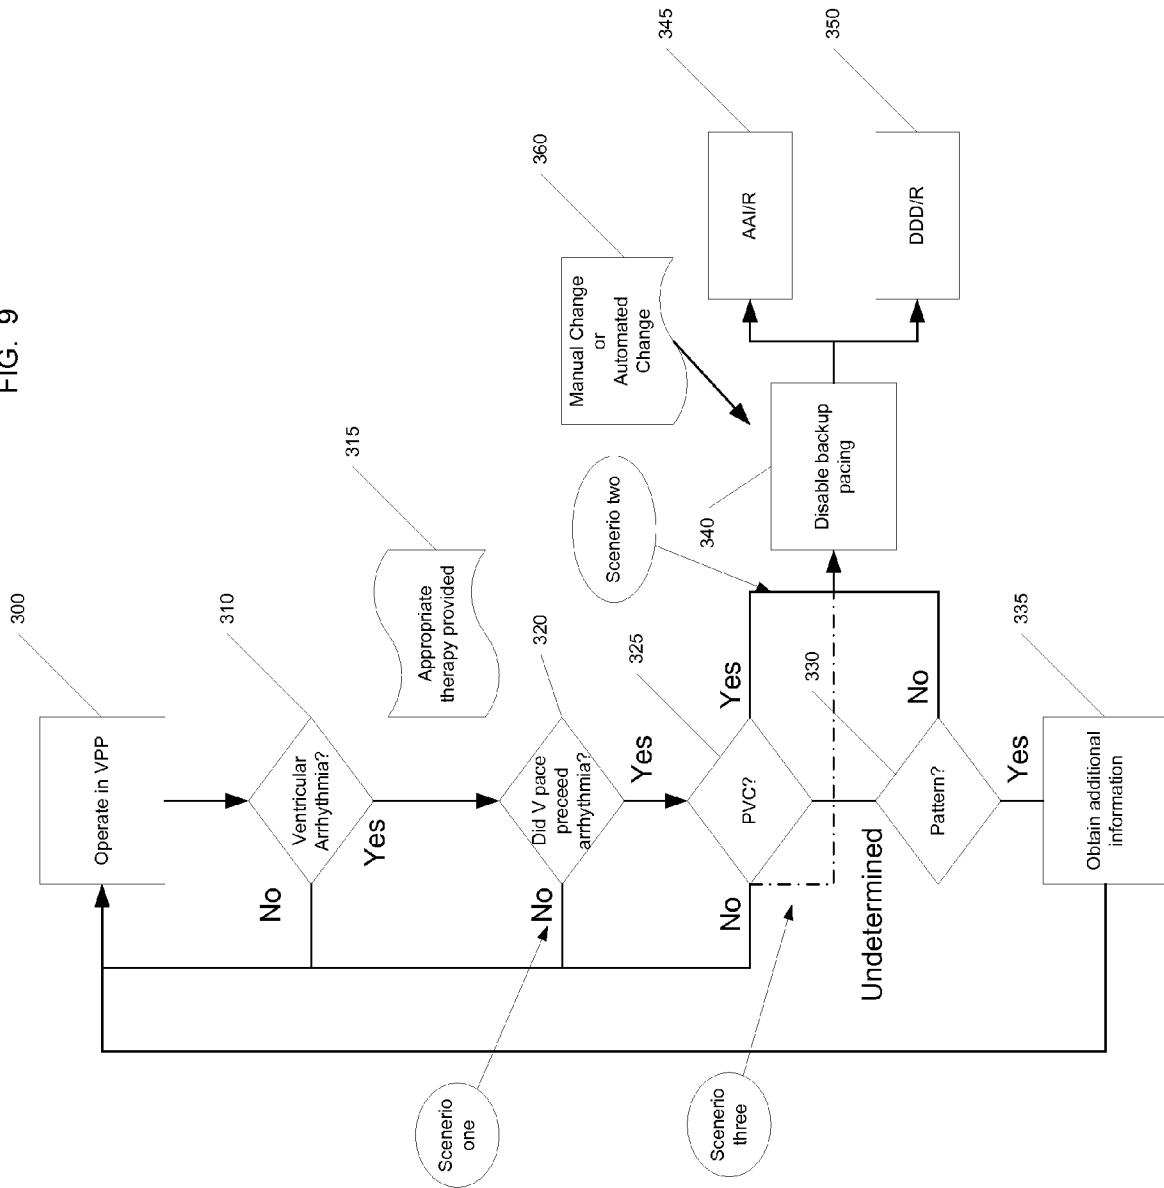 FIG. 9
300
Operate in VPP
310
Ventricular
Arrhythmia?
No
Yes
315
Appropriate
therapy provided
320
Did V pace
preceed
arrhythmia?
No
Yes
Scenerio
one
325
PVC?
Yes
No
Scenerio two
Scenerio
three
Undetermined
330
Pattern?
No
Yes
335
Obtain additional
information
340
Disable backup
pacing
360
Manual Change
or
Automated
Change
345
AAI/R
350
DDD/R